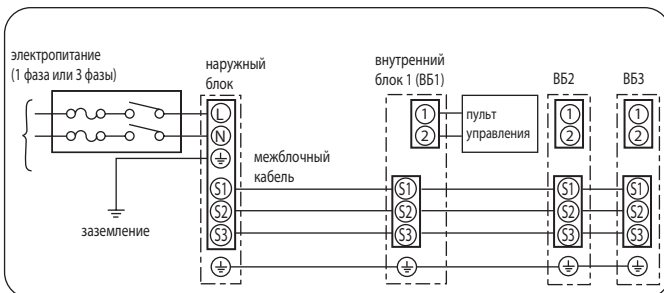 электропитание
(1 фаза или 3 фазы)
наружный
блок
внутренний
блок 1 (ВБ1)
ВБ2
ВБ3
L
N
1
2
пульт
управления
1
2
1
2
межблочный
кабель
заземление
S1
S2
S3
S1
S2
S3
S1
S2
S3
S1
S2
S3